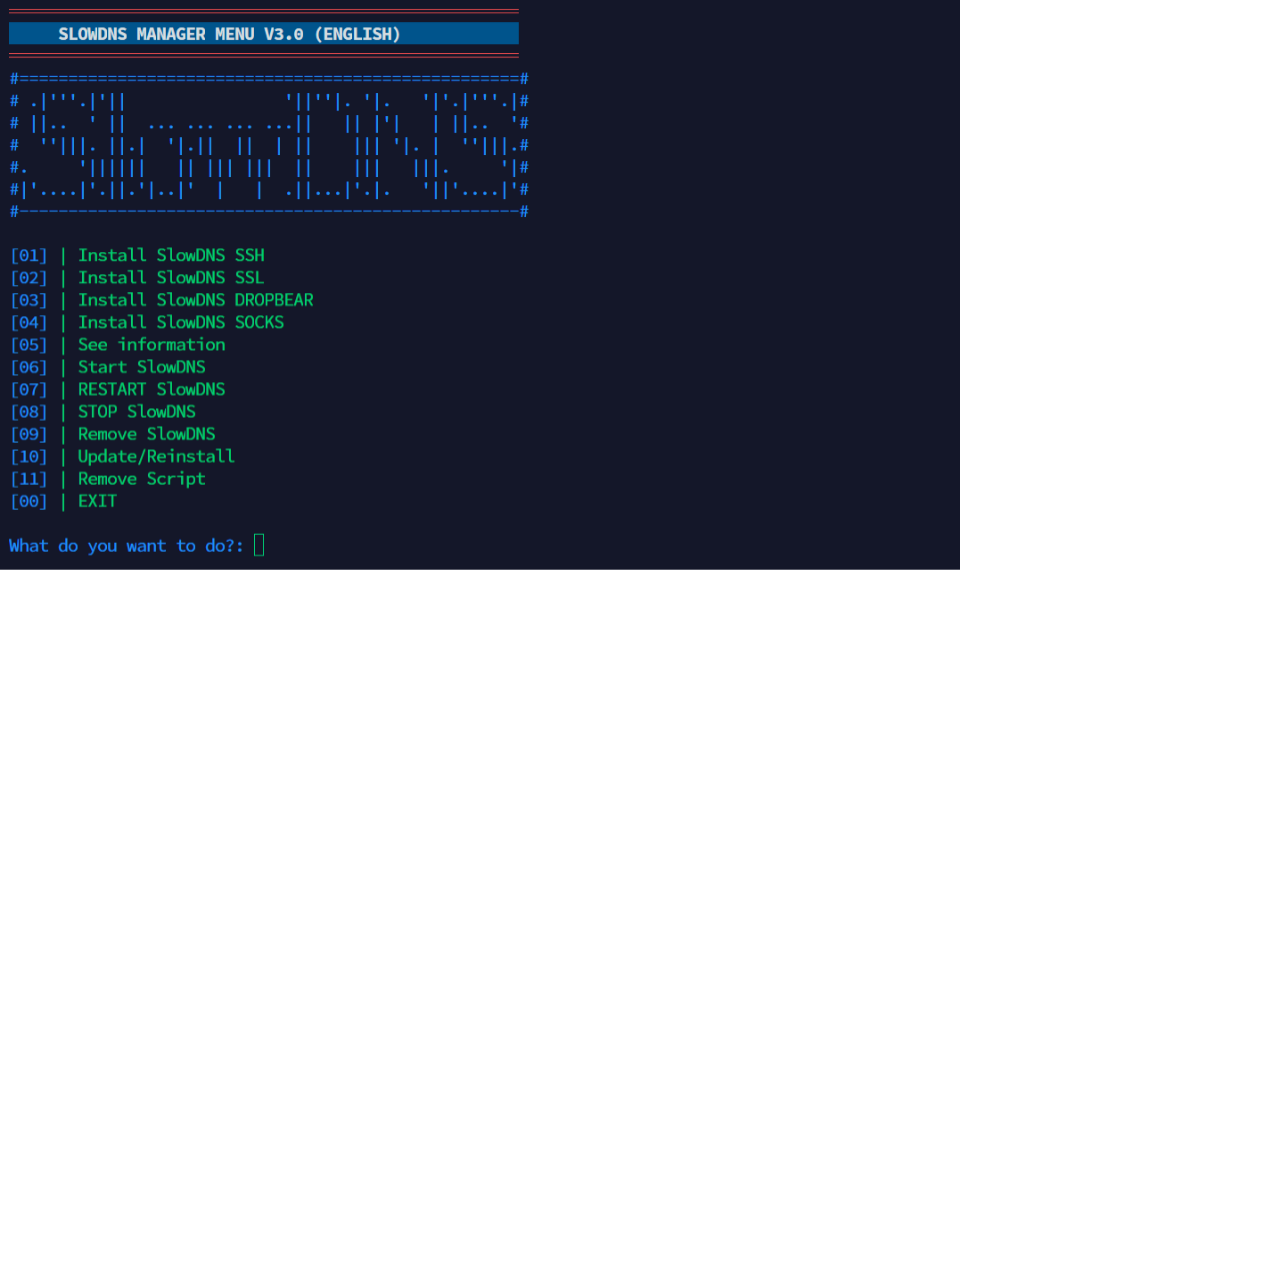 SLOWDNS MANAGER MENU V3.0 (ENGLISH)
#===================================================#
# .|'''.|'||                '||''|. '|.   '|'.|'''.|#
# ||..  ' ||  ... ... ... ...||   || |'|   | ||..  '#
#  ''|||. ||.|  '|.||  ||  | ||    ||| '|. |  ''|||.#
#.     '||||||   || ||| |||  ||    |||   |||.     '|#
#|'....|'.||.'|..|'  |   |  .||...|'.|.   '||'....|'#
#---------------------------------------------------#
[01] | Install SlowDNS SSH
[02] | Install SlowDNS SSL
[03] | Install SlowDNS DROPBEAR
[04] | Install SlowDNS SOCKS
[05] | See information
[06] | Start SlowDNS
[07] | RESTART SlowDNS
[08] | STOP SlowDNS
[09] | Remove SlowDNS
[10] | Update/Reinstall
[11] | Remove Script
[00] | EXIT
What do you want to do?: